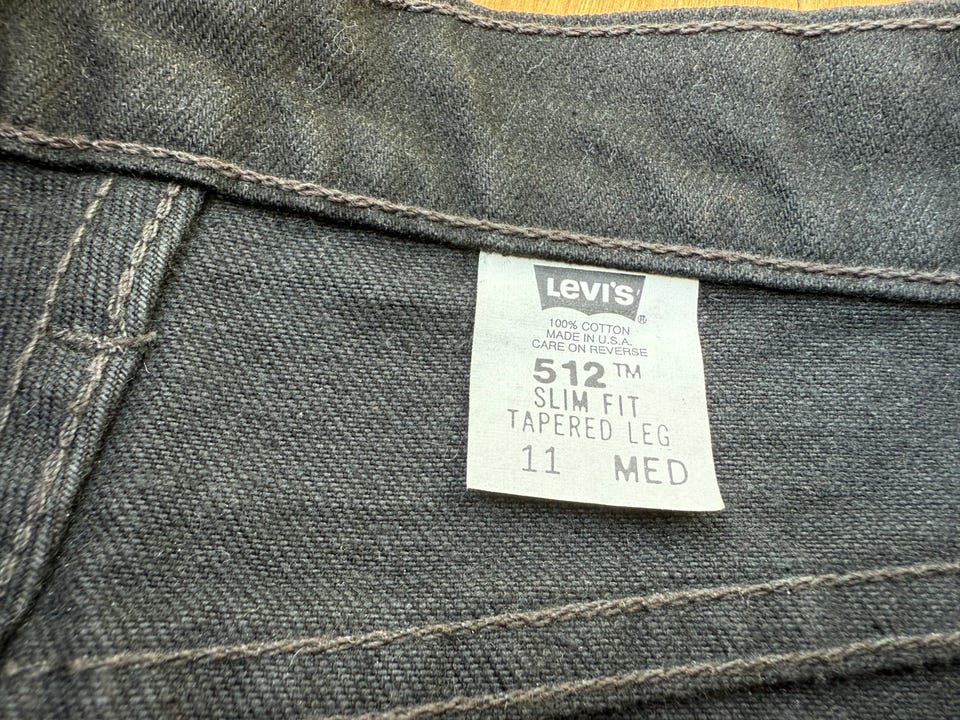 Levi's®
100% COTTON
MADE IN U.S.A.
CARE ON REVERSE
512™
SLIM FIT
TAPERED LEG
11 MED